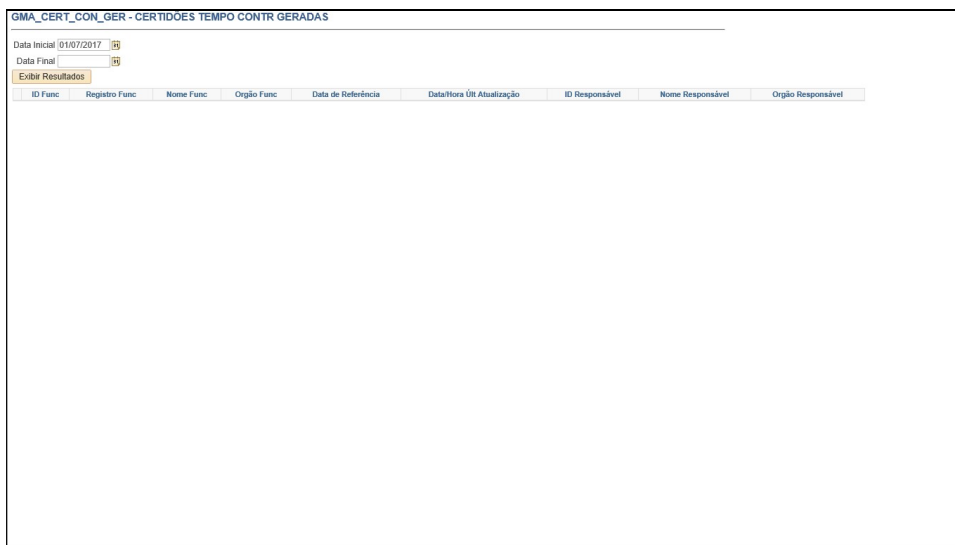 GMA_CERT_CON_GER - CERTIDÕES TEMPO CONTR GERADAS
Data Inicial 01/07/2017
Data Final
Exibir Resultados
ID Func Registro Func Nome Func Orgão Func Data de Referência Data/Hora Últ Atualização ID Responsável Nome Responsável Orgão Responsável